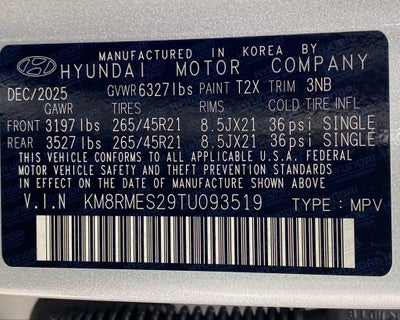 MANUFACTURED IN KOREA BY
HYUNDAI MOTOR COMPANY
DEC/2025 GVWR 6327lbs PAINT T2X TRIM 3NB
GAWR TIRES RIMS COLD TIRE INFL
FRONT 3197lbs 265/45R21 8.5JX21 36psi SINGLE
REAR 3527lbs 265/45R21 8.5JX21 36psi SINGLE
THIS VEHICLE CONFORMS TO ALL APPLICABLE U.S.A. FEDERAL
MOTOR VEHICLE SAFETY AND THEFT PREVENTION STANDARDS
IN EFFECT ON THE DATE OF MANUFACTURE SHOWN ABOVE.
V.I.N KM8RMES29TU093519 TYPE: MPV